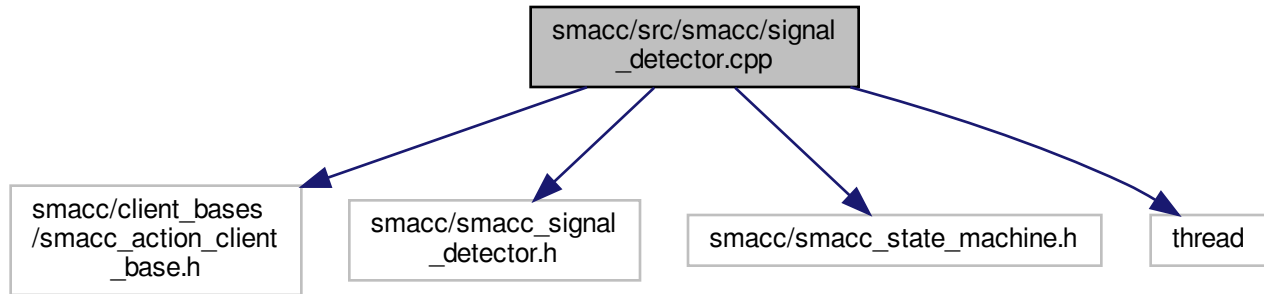 smacc/src/smacc/signal
_detector.cpp
smacc/client_bases
/smacc_action_client
_base.h
smacc/smacc_signal
_detector.h
smacc/smacc_state_machine.h
thread